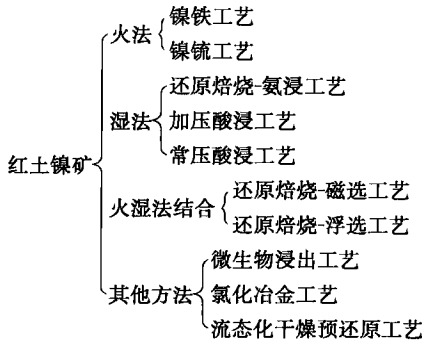 红土镍矿
火法
镍铁工艺
镍锍工艺
湿法
还原焙烧-氨浸工艺
加压酸浸工艺
常压酸浸工艺
火湿法结合
还原焙烧-磁选工艺
还原焙烧-浮选工艺
其他方法
微生物浸出工艺
氯化冶金工艺
流态化干燥预还原工艺